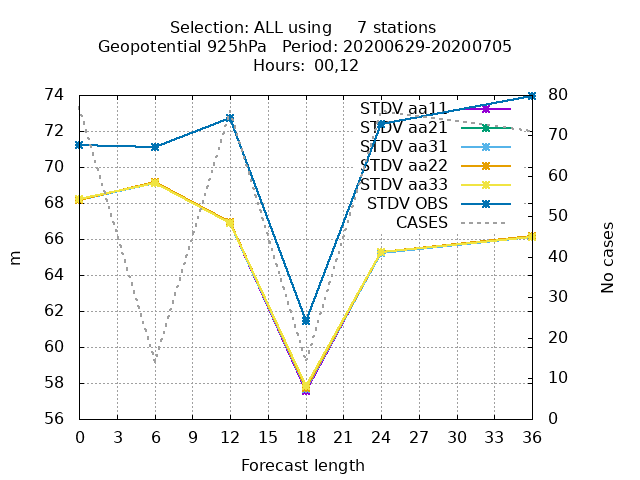 Selection: ALL using 7 stations
Geopotential 925hPa Period: 20200629-20200705
Hours: 00,12
74
72
70
68
66
64
62
60
58
56
m
80
70
60
50
40
30
20
10
0
No cases
STDV aa11
STDV aa21
STDV aa31
STDV aa22
STDV aa33
STDV OBS
CASES
0 3 6 9 12 15 18 21 24 27 30 33 36
Forecast length